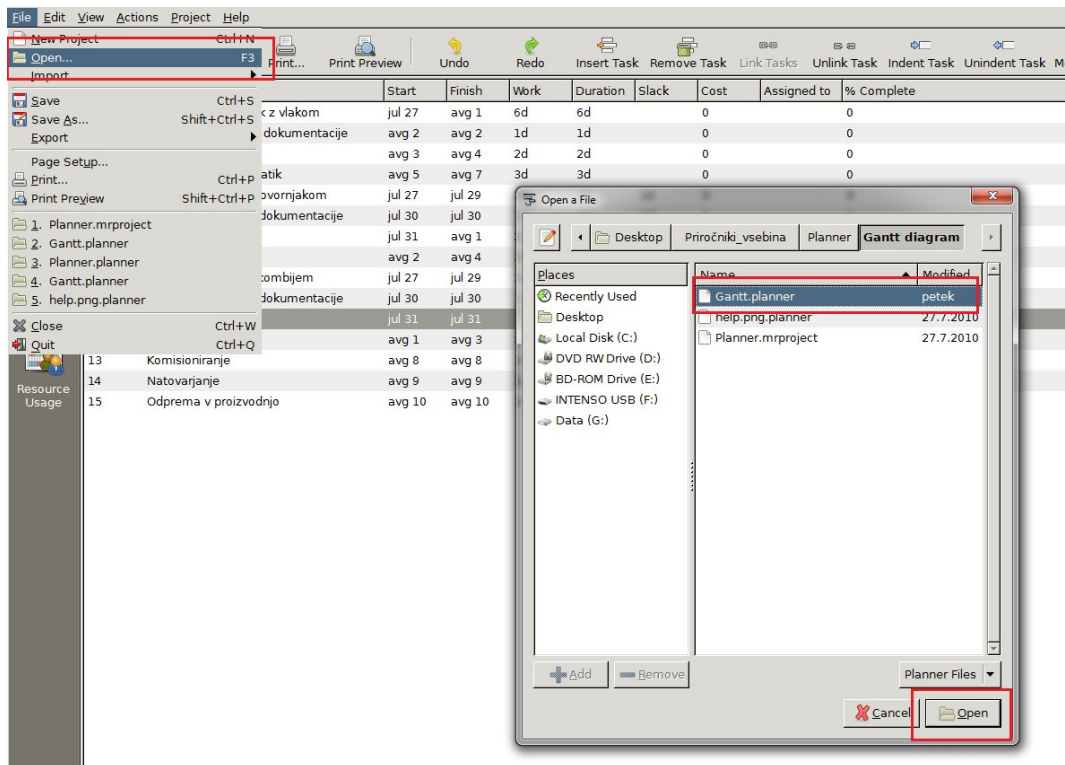 File Edit View Actions Project Help
New Project Ctrl+N
Open... F3
Import
Save Ctrl+S
Save As... Shift+Ctrl+S
Export
Page Setup...
Print... Ctrl+P
Print Preview Shift+Ctrl+P
1. Planner.mrproject
2. Gantt.planner
3. Planner.planner
4. Gantt.planner
5. help.png.planner
Close Ctrl+W
Quit Ctrl+Q
Print... Print Preview Undo Redo Insert Task Remove Task Link Tasks Unlink Task Indent Task Unindent Task M
Start Finish Work Duration Slack Cost Assigned to % Complete
z vlakom jul 27 avg 1 6d 6d 0 0
dokumentacije avg 2 avg 2 1d 1d 0 0
avg 3 avg 4 2d 2d 0 0
atik avg 5 avg 7 3d 3d 0 0
ovornjakom jul 27 jul 29
dokumentacije jul 30 jul 30
jul 31 avg 1
avg 2 avg 4
kombijem jul 27 jul 29
dokumentacije jul 30 jul 30
jul 31 jul 31
avg 1 avg 3
13 Komisioniranje avg 8 avg 8
14 Natovarjanje avg 9 avg 9
15 Odprema v proizvodnjo avg 10 avg 10
Resource
Usage
Open a File
Desktop Priročniki_vsebina Planner Gantt diagram
Places
Recently Used
Desktop
Local Disk (C:)
DVD RW Drive (D:)
BD-ROM Drive (E:)
INTENSO USB (F:)
Data (G:)
Name Modified
Gantt.planner petek
help.png.planner 27.7.2010
Planner.mrproject 27.7.2010
Add Remove
Planner Files
Cancel Open